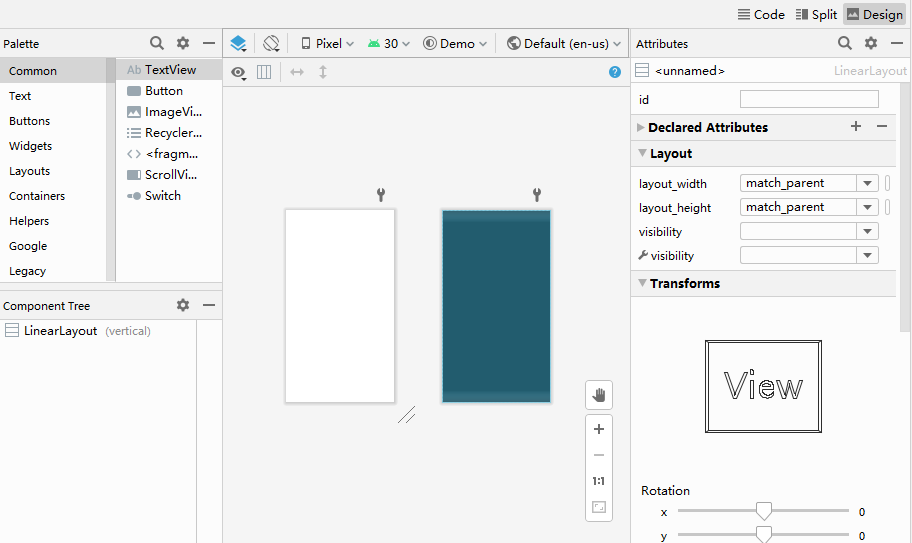 Code Split Design
Palette
Pixel 30 Demo Default (en-us)
Attributes
Common
Text
Buttons
Widgets
Layouts
Containers
Helpers
Google
Legacy
Ab TextView
Button
ImageVi...
Recycler...
<fragm...
ScrollVi...
Switch
?
Component Tree
LinearLayout (vertical)
1:1
<unnamed> LinearLayout
id
Declared Attributes
Layout
layout_width match_parent
layout_height match_parent
visibility
visibility
Transforms
View
Rotation
x 0
y 0